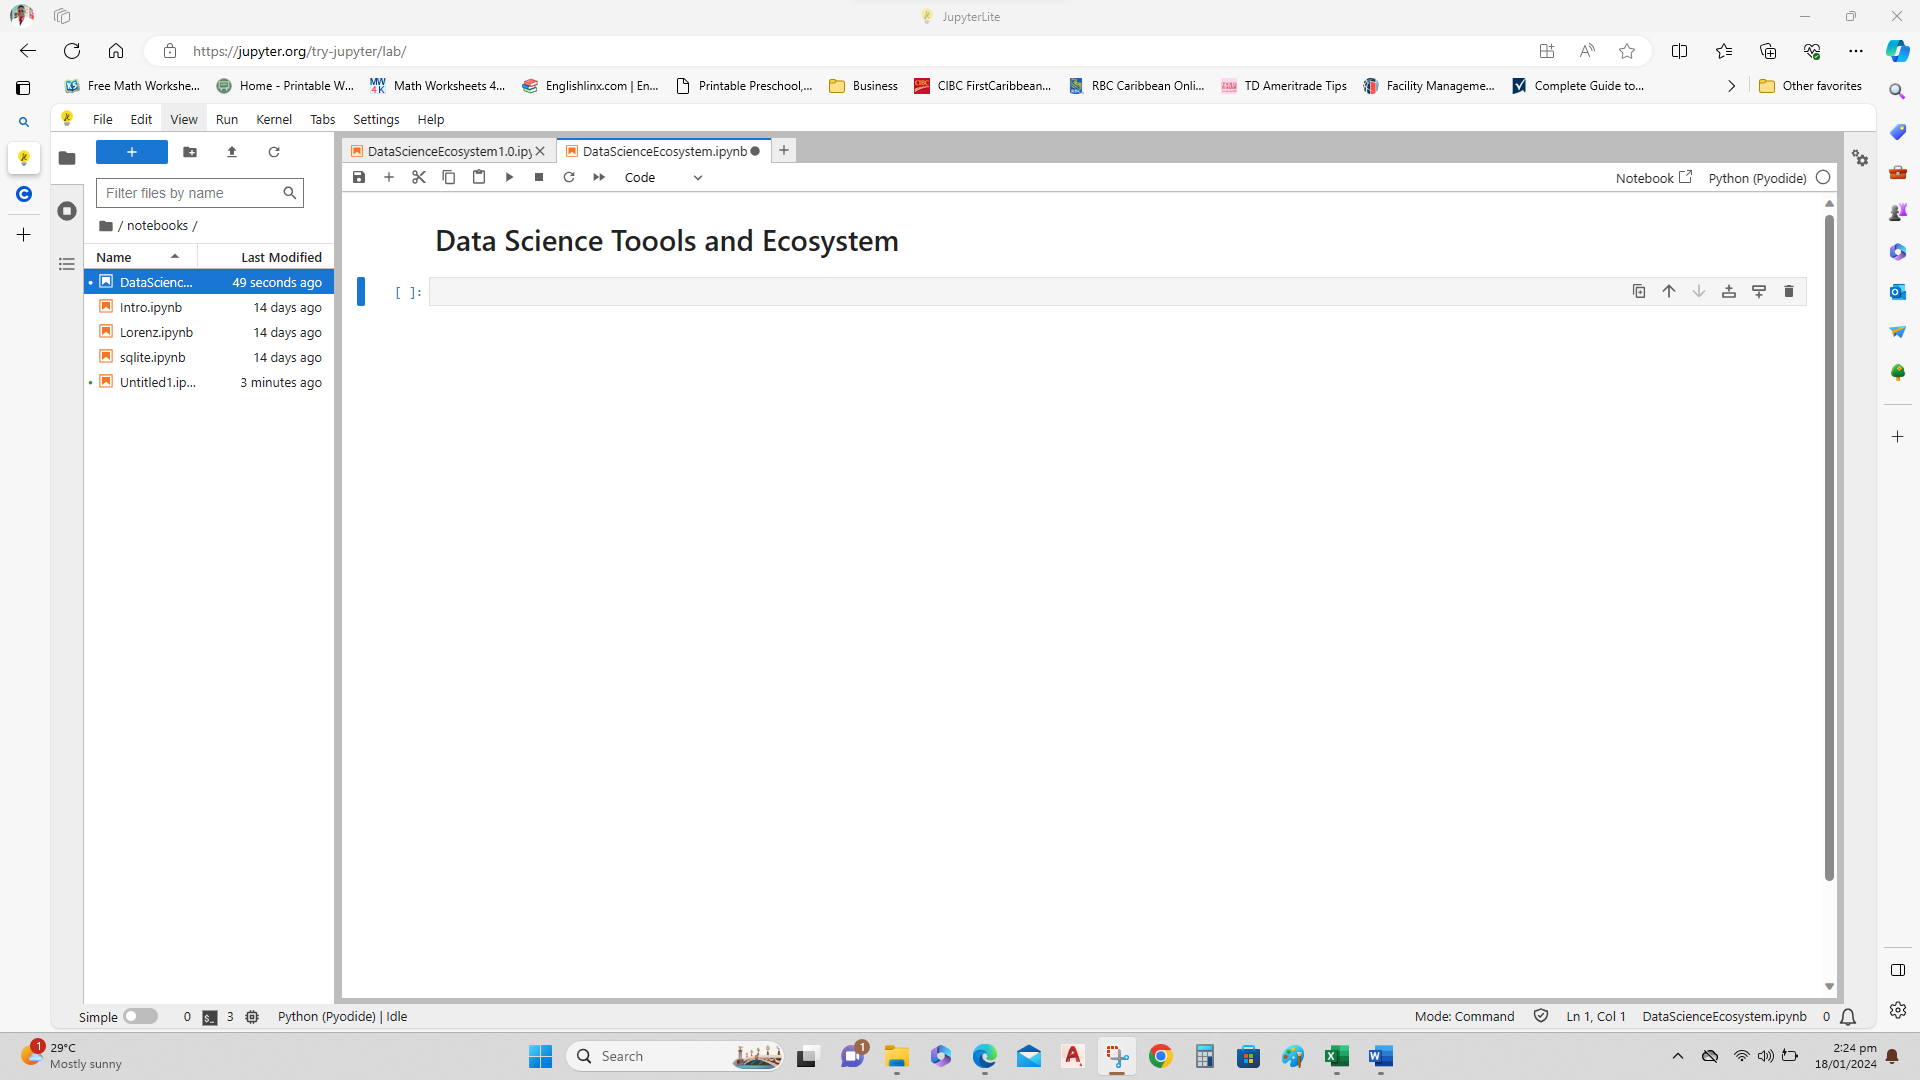 JupyterLite
https://jupyter.org/try-jupyter/lab/
Free Math Workshe... Home - Printable W... Math Worksheets 4... Englishlinx.com | En... Printable Preschool,... Business CIBC FirstCaribbean... RBC Caribbean Onli... TD Ameritrade Tips Facility Manageme... Complete Guide to... Other favorites
File Edit View Run Kernel Tabs Settings Help
DataScienceEcosystem1.0.ipy DataScienceEcosystem.ipynb
Code Notebook Python (Pyodide)
Filter files by name
/ notebooks /
Name Last Modified
DataScienc... 49 seconds ago
Intro.ipynb 14 days ago
Lorenz.ipynb 14 days ago
sqlite.ipynb 14 days ago
Untitled1.ip... 3 minutes ago
Data Science Toools and Ecosystem
[ ]:
Simple 0 3 Python (Pyodide) | Idle Mode: Command Ln 1, Col 1 DataScienceEcosystem.ipynb 0
1 29°C
Mostly sunny
Search
1
2:24 pm
18/01/2024